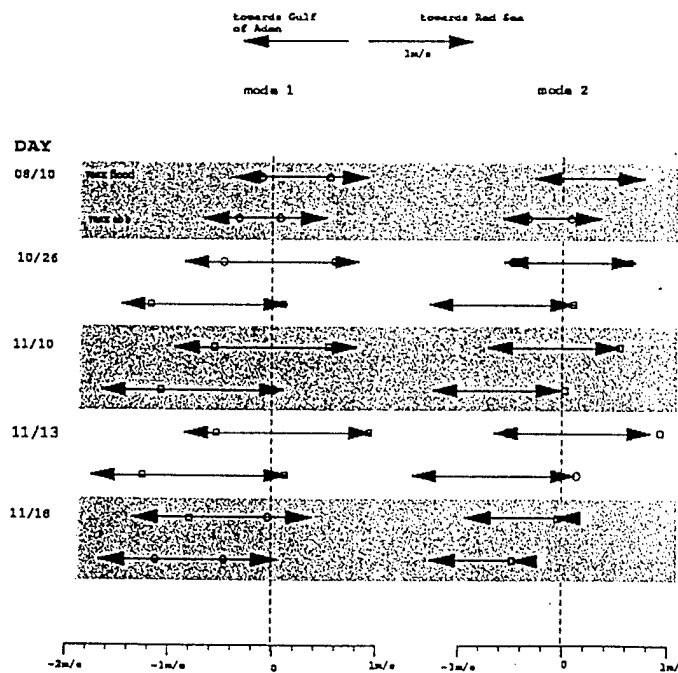 towards Gulf of Aden
towards Red Sea
1m/s
mode 1
mode 2
DAY
08/10
max flood
max ebb
10/26
11/10
11/13
11/16
-2m/s
-1m/s
0
1m/s
-1m/s
0
1m/